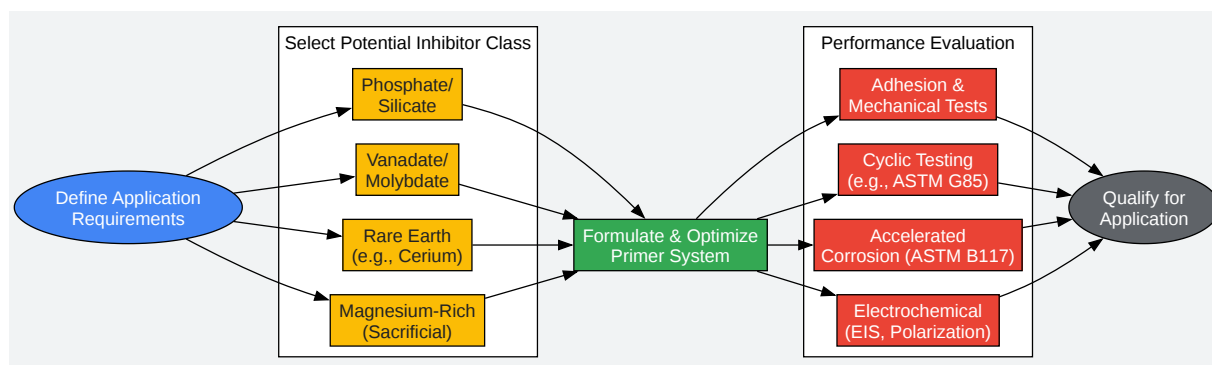 Define Application
Requirements
Select Potential Inhibitor Class
Phosphate/
Silicate
Vanadate/
Molybdate
Rare Earth
(e.g., Cerium)
Magnesium-Rich
(Sacrificial)
Formulate & Optimize
Primer System
Performance Evaluation
Adhesion &
Mechanical Tests
Cyclic Testing
(e.g., ASTM G85)
Accelerated
Corrosion (ASTM B117)
Electrochemical
(EIS, Polarization)
Qualify for
Application